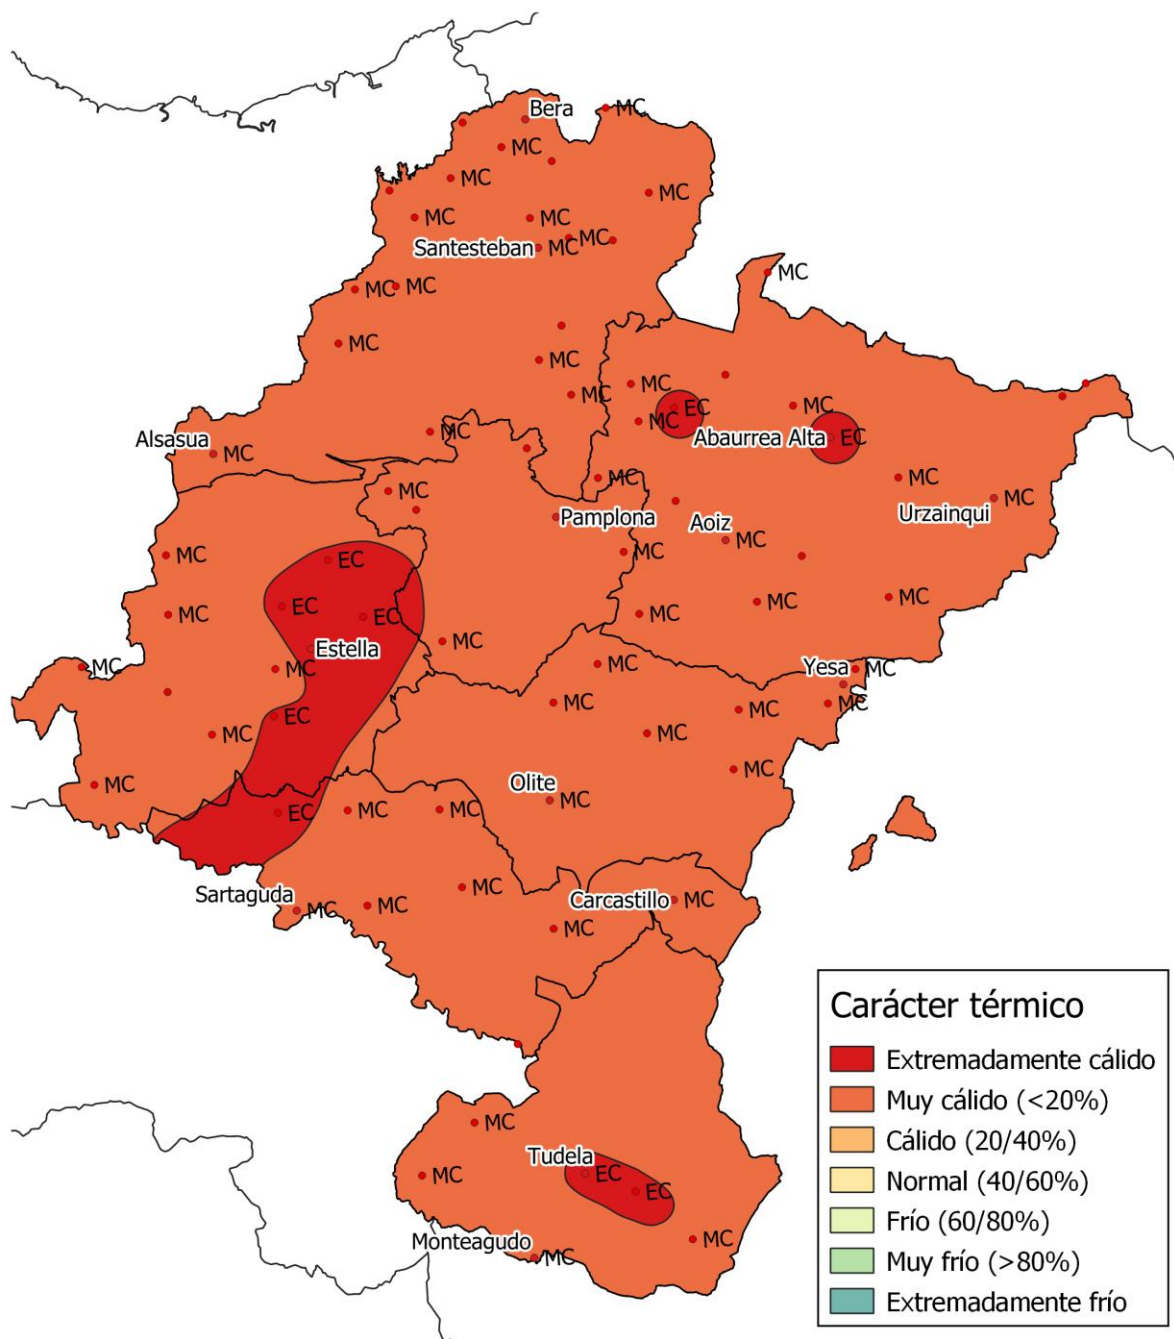 Bera
MC
MC
MC
MC
MC
MC
MC
Santesteban
MC
MC
MC
MC
MC
MC
MC
MC
EC
MC
MC
MC
Abaurrea Alta
EC
Alsasua
MC
MC
MC
MC
MC
Urzainqui
Pamplona
Aoiz
MC
MC
MC
EC
EC
MC
EC
MC
MC
MC
MC
Estella
MC
MC
MC
Yesa
MC
MC
EC
MC
MC
MC
MC
MC
Olite
MC
EC
MC
MC
Sartaguda
MC
MC
MC
Carcastillo
MC
MC
Carácter térmico
Extremadamente cálido
Muy cálido (<20%)
Cálido (20/40%)
Normal (40/60%)
Frío (60/80%)
Muy frío (>80%)
Extremadamente frío
MC
Tudela
MC
EC
EC
Monteagudo
MC
MC